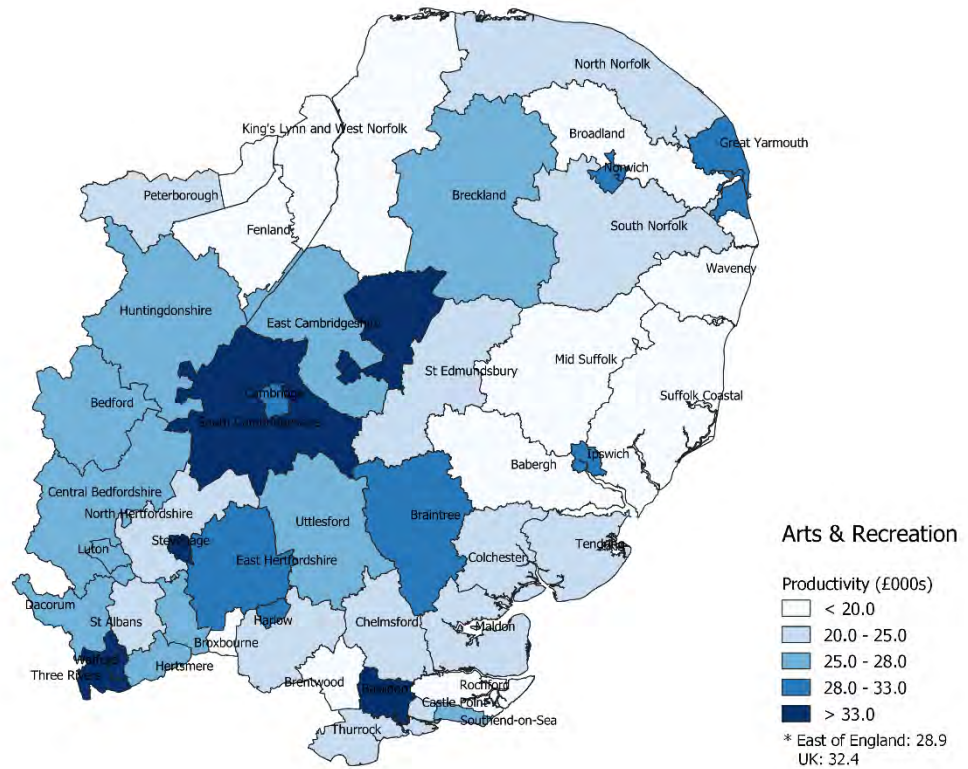 North Norfolk
King's Lynn and West Norfolk
Broadland
Great Yarmouth
Norwich
Peterborough
Breckland
South Norfolk
Fenland
Waveney
Huntingdonshire
East Cambridgeshire
Mid Suffolk
St Edmundsbury
Suffolk Coastal
Cambridge
Bedford
South Cambridgeshire
Ipswich
Babergh
Central Bedfordshire
North Hertfordshire
Uttlesford
Braintree
Stevenage
Tendring
Luton
Colchester
East Hertfordshire
Dacorum
St Albans
Harlow
Chelmsford
Maldon
Broxbourne
Watford
Hertsmere
Three Rivers
Brentwood
Basildon
Rochford
Castle Point
Southend-on-Sea
Thurrock
Arts & Recreation
Productivity (£000s)
< 20.0
20.0 - 25.0
25.0 - 28.0
28.0 - 33.0
> 33.0
* East of England: 28.9
UK: 32.4